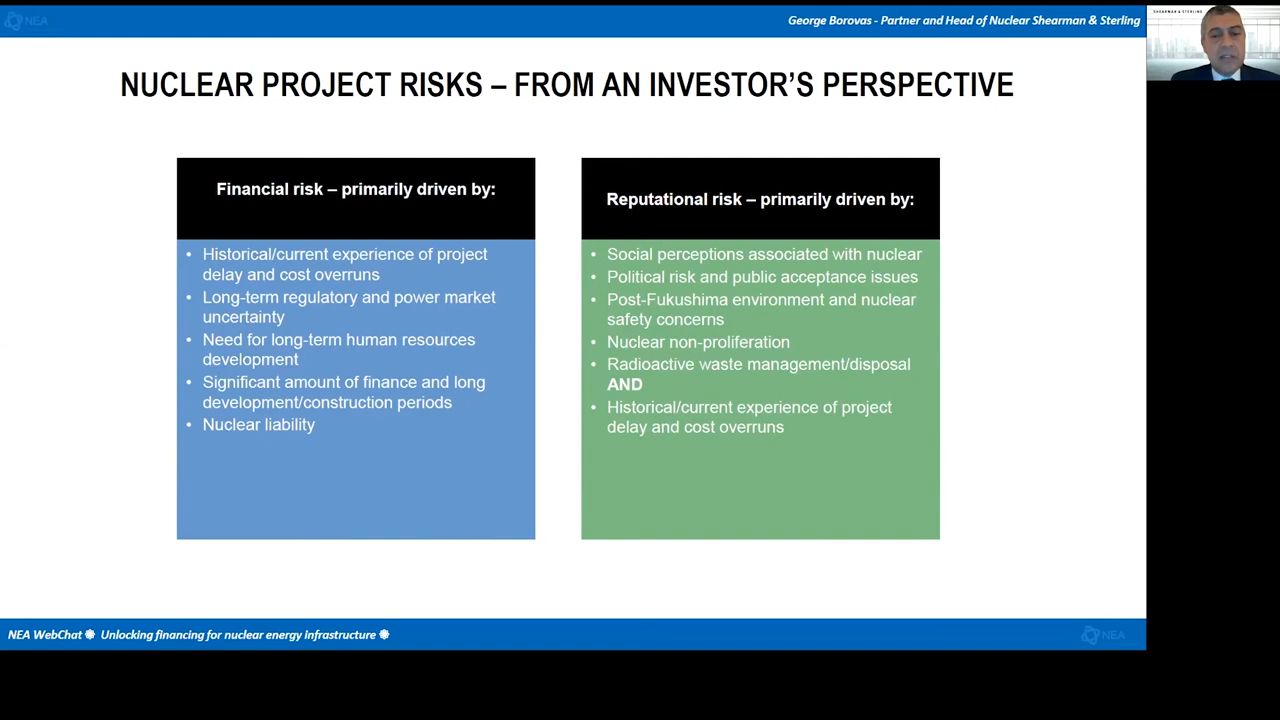 NEA
George Borovas - Partner and Head of Nuclear Shearman & Sterling
SHEARMAN & STERLING
NUCLEAR PROJECT RISKS – FROM AN INVESTOR'S PERSPECTIVE
Financial risk – primarily driven by:
• Historical/current experience of project
delay and cost overruns
• Long-term regulatory and power market
uncertainty
• Need for long-term human resources
development
• Significant amount of finance and long
development/construction periods
• Nuclear liability
Reputational risk – primarily driven by:
• Social perceptions associated with nuclear
• Political risk and public acceptance issues
• Post-Fukushima environment and nuclear
safety concerns
• Nuclear non-proliferation
• Radioactive waste management/disposal
AND
• Historical/current experience of project
delay and cost overruns
NEA WebChat Unlocking financing for nuclear energy infrastructure
NEA